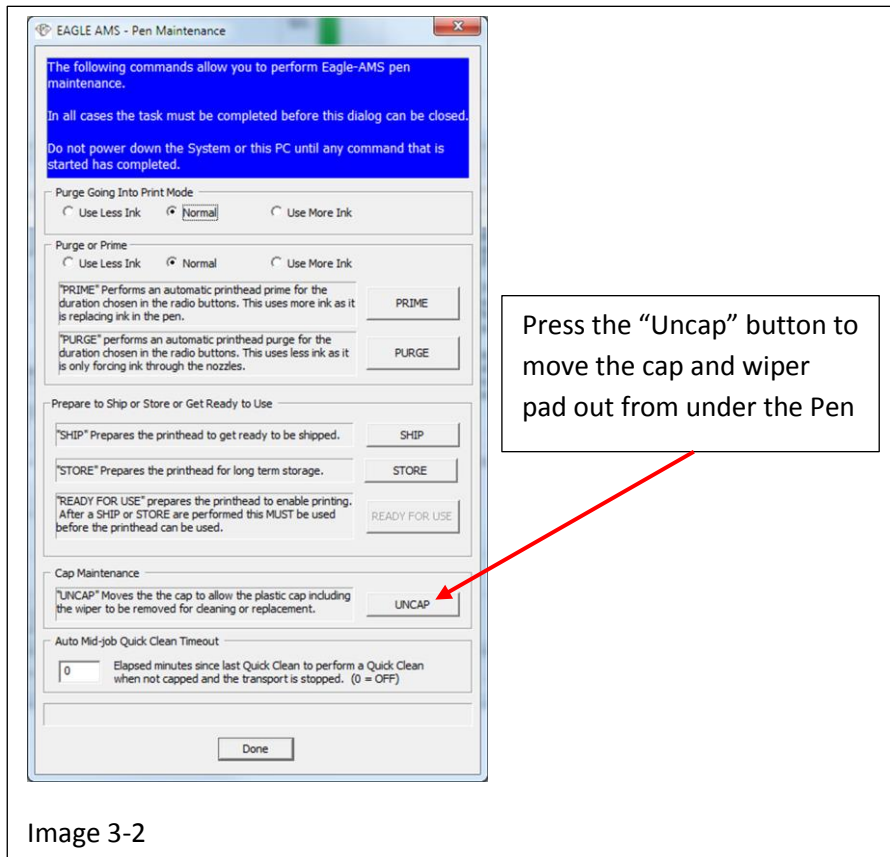 EAGLE AMS - Pen Maintenance
The following commands allow you to perform Eagle-AMS pen
maintenance.
In all cases the task must be completed before this dialog can be closed.
Do not power down the System or this PC until any command that is
started has completed.
Purge Going Into Print Mode
Use Less Ink Normal Use More Ink
Purge or Prime
Use Less Ink Normal Use More Ink
"PRIME" Performs an automatic printhead prime for the
duration chosen in the radio buttons. This uses more ink as it
is replacing ink in the pen.
PRIME
"PURGE" performs an automatic printhead purge for the
duration chosen in the radio buttons. This uses less ink as it
is only forcing ink through the nozzles.
PURGE
Prepare to Ship or Store or Get Ready to Use
"SHIP" Prepares the printhead to get ready to be shipped.
SHIP
"STORE" Prepares the printhead for long term storage.
STORE
"READY FOR USE" prepares the printhead to enable printing.
After a SHIP or STORE are performed this MUST be used
before the printhead can be used.
READY FOR USE
Cap Maintenance
"UNCAP" Moves the the cap to allow the plastic cap including
the wiper to be removed for cleaning or replacement.
UNCAP
Auto Mid-job Quick Clean Timeout
0
Elapsed minutes since last Quick Clean to perform a Quick Clean
when not capped and the transport is stopped. (0 = OFF)
Done
Press the “Uncap” button to
move the cap and wiper
pad out from under the Pen
Image 3-2